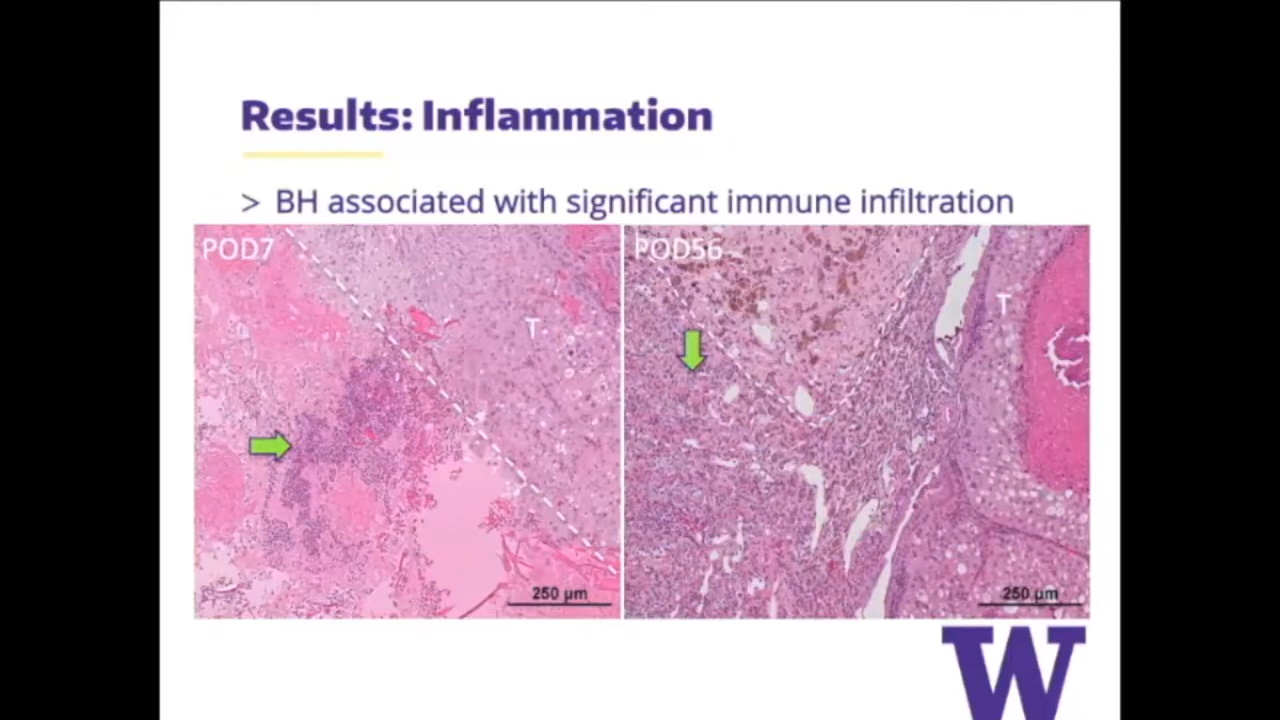 Results: Inflammation
> BH associated with significant immune infiltration
POD7
POD56
T
T
250 µm
250 µm
W